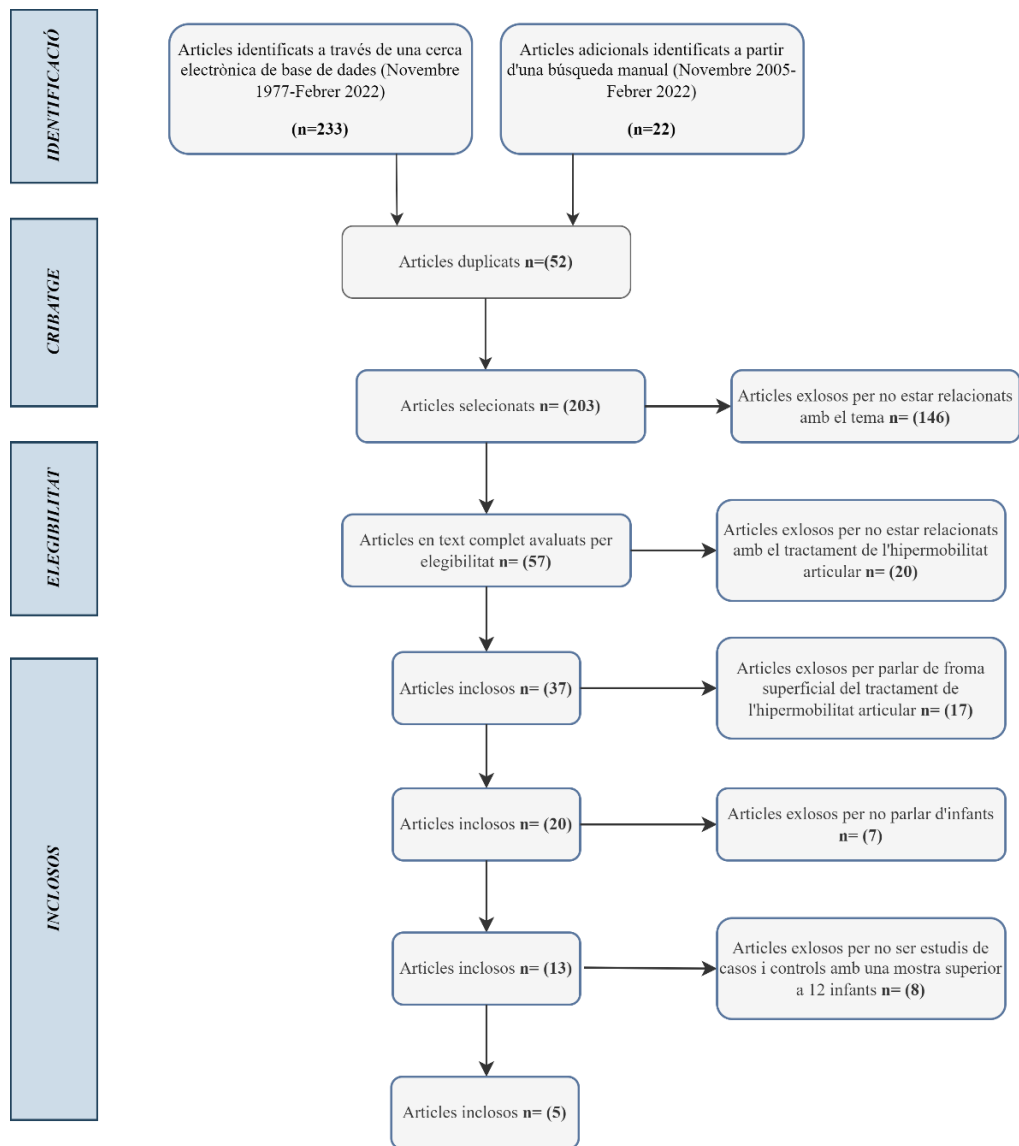 IDENTIFICACIÓ
Articles identificats a través de una cerca
electrònica de base de dades (Novembre
1977-Febrer 2022)
(n=233)
Articles adicionals identificats a partir
d'una búsqueda manual (Novembre 2005-
Febrer 2022)
(n=22)
CRIBATGE
Articles duplicats n=(52)
Articles selecionats n= (203)
Articles exlosos per no estar relacionats
amb el tema n= (146)
ELEGIBILITAT
Articles en text complet avaluats per
elegibilitat n= (57)
Articles exlosos per no estar relacionats
amb el tractament de l'hipermobilitat
articular n= (20)
INCLOSOS
Articles inclosos n= (37)
Articles exlosos per parlar de froma
superficial del tractament de
l'hipermobilitat articular n= (17)
Articles inclosos n= (20)
Articles exlosos per no parlar d'infants
n= (7)
Articles inclosos n= (13)
Articles exlosos per no ser estudis de
casos i controls amb una mostra superior
a 12 infants n= (8)
Articles inclosos n= (5)